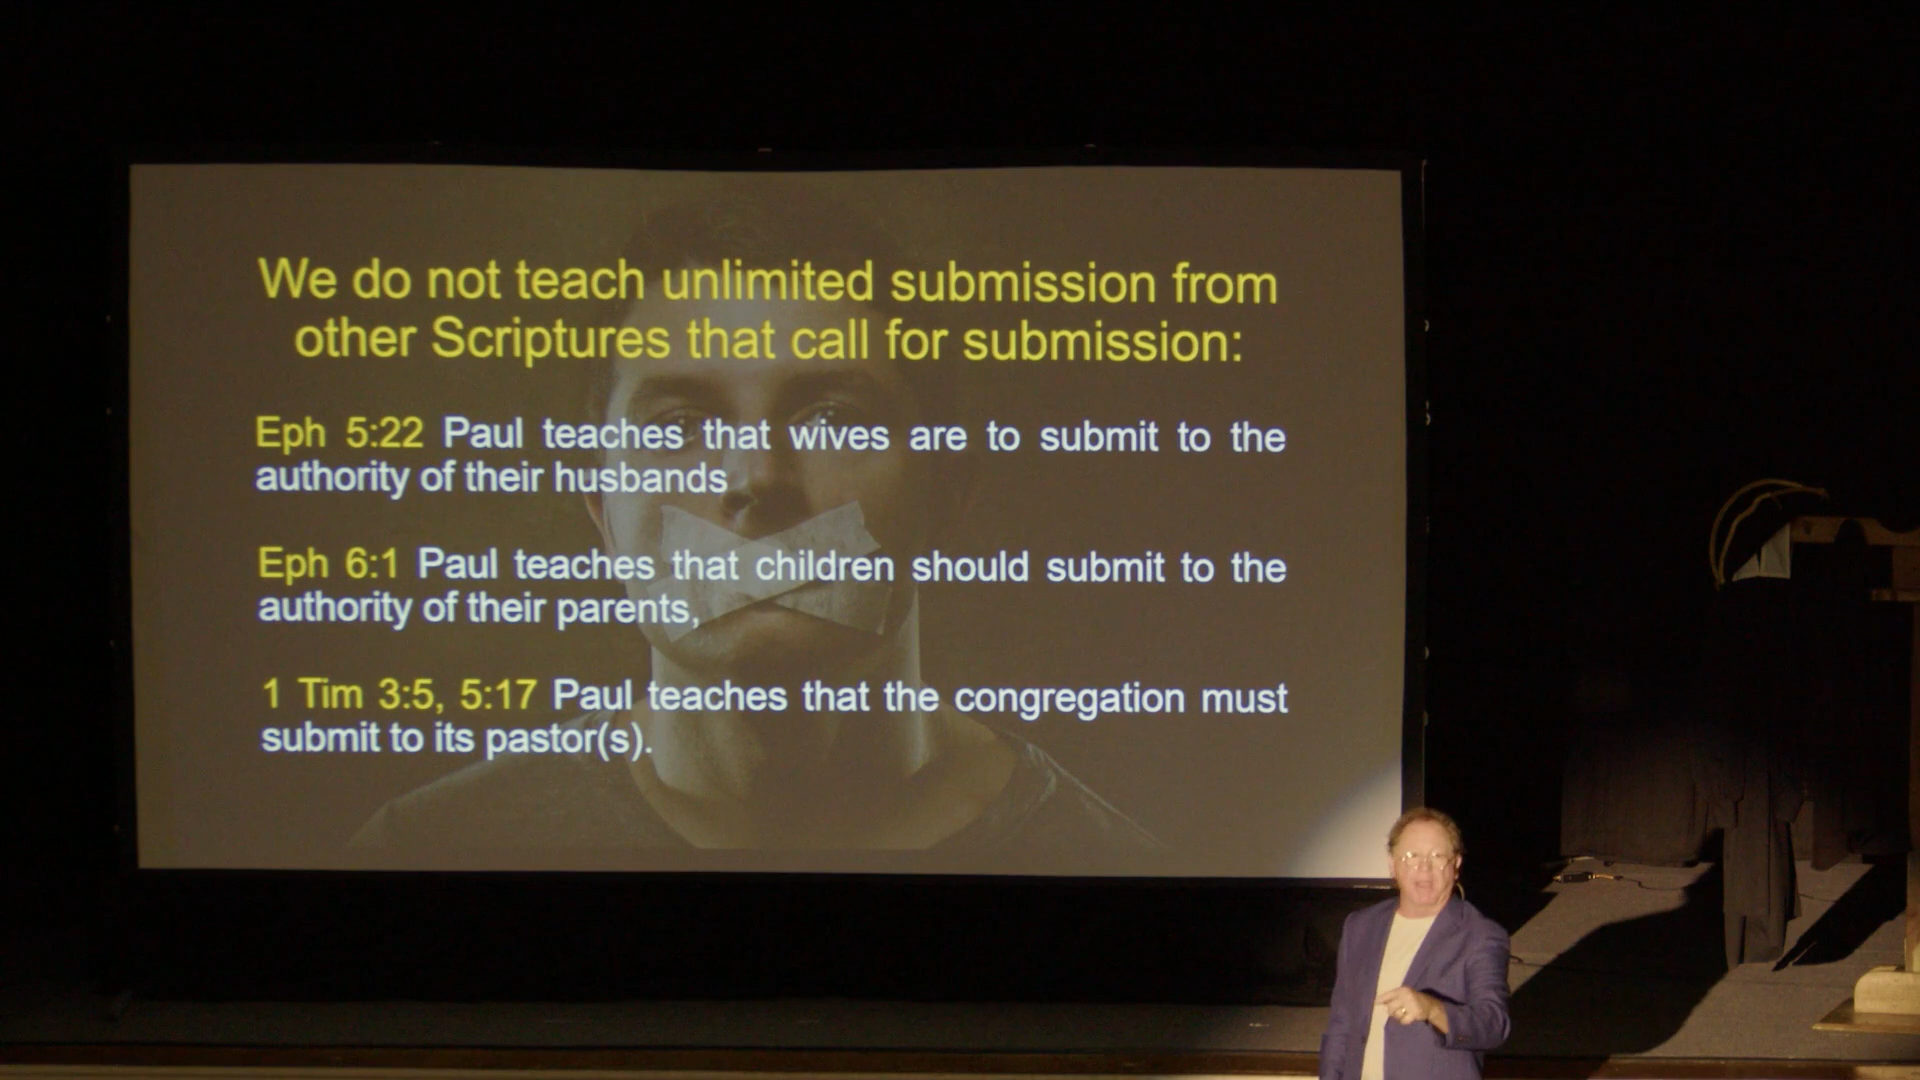 We do not teach unlimited submission from
other Scriptures that call for submission:
Eph 5:22 Paul teaches that wives are to submit to the
authority of their husbands
Eph 6:1 Paul teaches that children should submit to the
authority of their parents,
1 Tim 3:5, 5:17 Paul teaches that the congregation must
submit to its pastor(s).